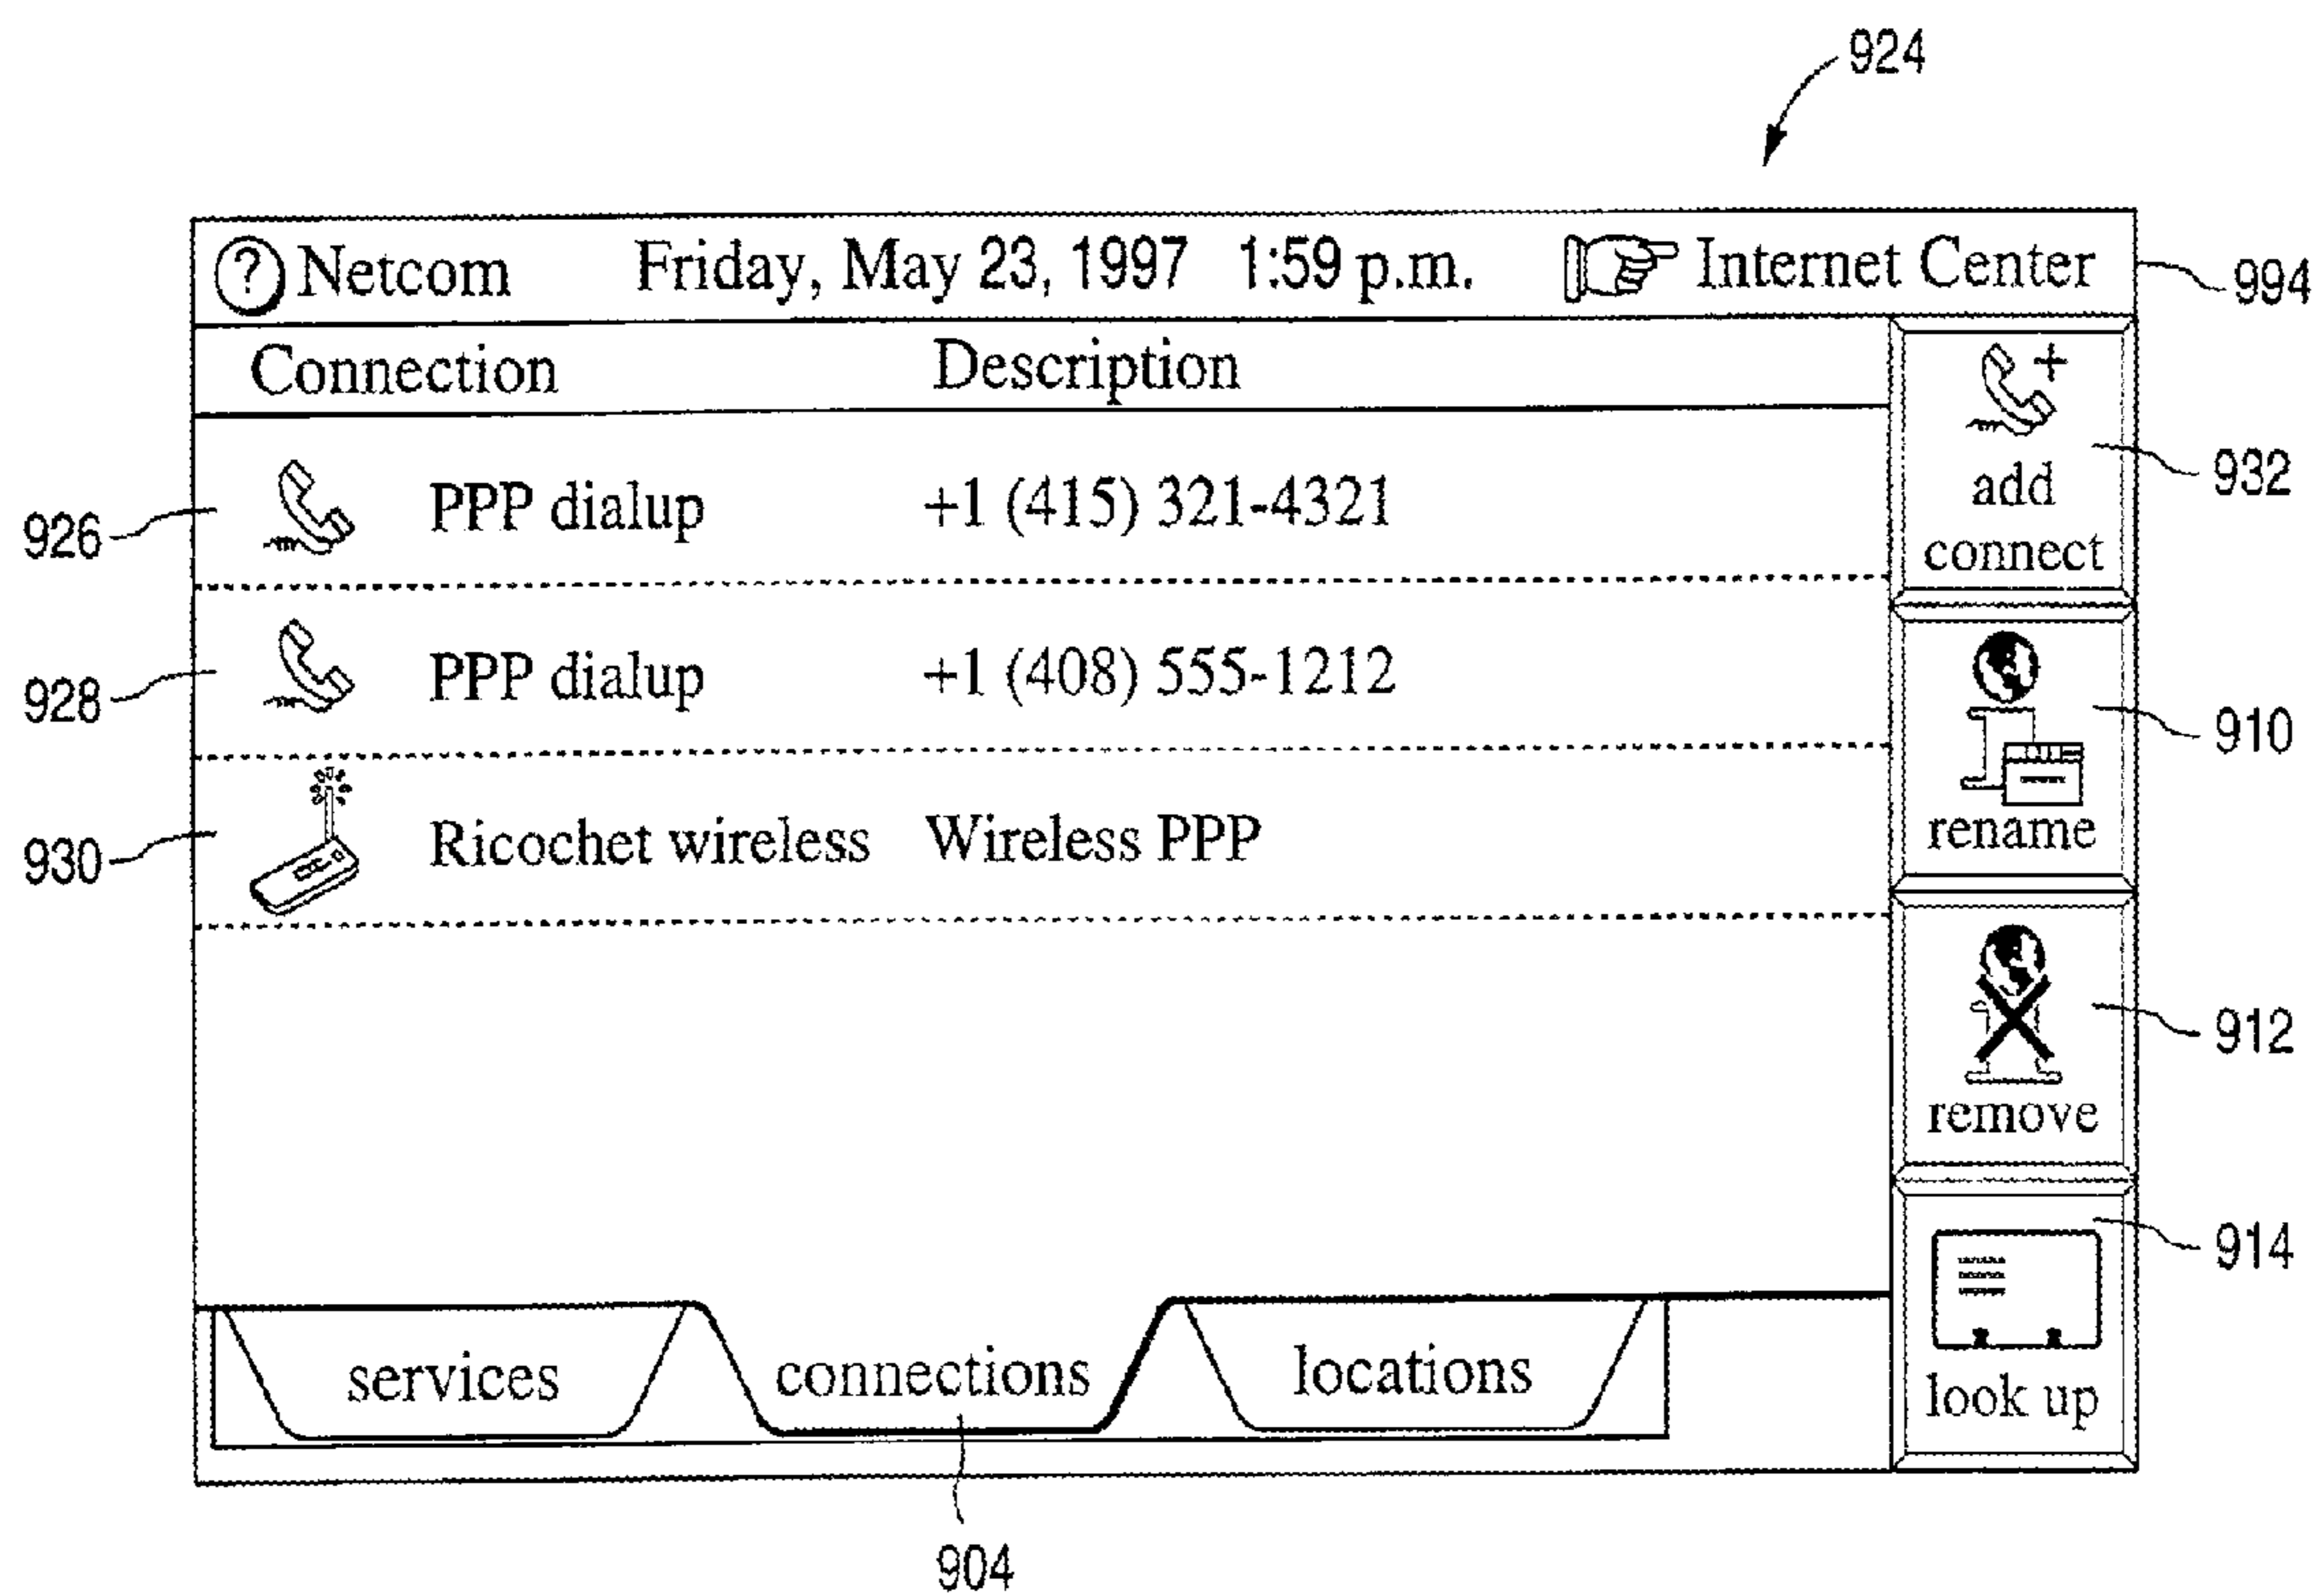 924
? Netcom Friday, May 23, 1997 1:59 p.m. Internet Center
994
Connection Description
+
add
connect
932
926
PPP dialup +1 (415) 321-4321
928
PPP dialup +1 (408) 555-1212
rename
910
930
Ricochet wireless Wireless PPP
remove
912
look up
914
services connections locations
904